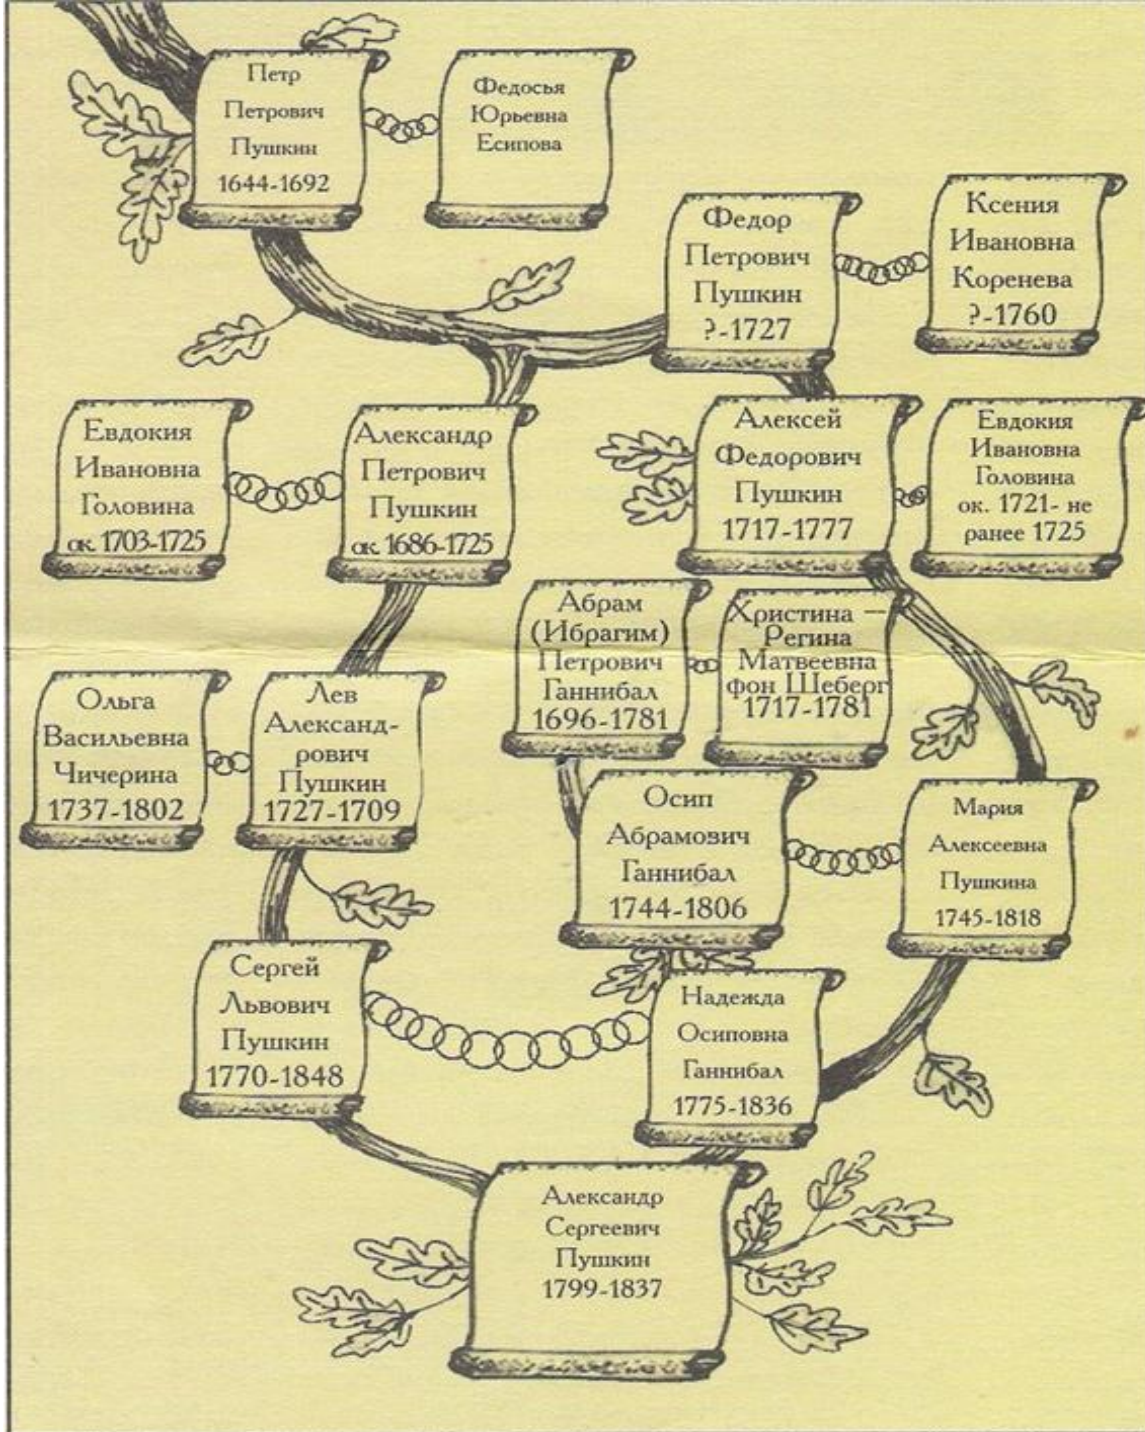 Петр
Петрович
Пушкин
1644-1692
Федосья
Юрьевна
Есипова
Федор
Петрович
Пушкин
?-1727
Ксения
Ивановна
Коренева
?-1760
Евдокия
Ивановна
Головина
ок. 1703-1725
Александр
Петрович
Пушкин
ок. 1686-1725
Алексей
Федорович
Пушкин
1717-1777
Евдокия
Ивановна
Головина
ок. 1721- не
ранее 1725
Абрам
(Ибрагим)
Петрович
Ганнибал
1696-1781
Христина —
Регина
Матвеевна
фон Шеберг
1717-1781
Ольга
Васильевна
Чичерина
1737-1802
Лев
Александ-
рович
Пушкин
1727-1709
Осип
Абрамович
Ганнибал
1744-1806
Мария
Алексеевна
Пушкина
1745-1818
Сергей
Львович
Пушкин
1770-1848
Надежда
Осиповна
Ганнибал
1775-1836
Александр
Сергеевич
Пушкин
1799-1837